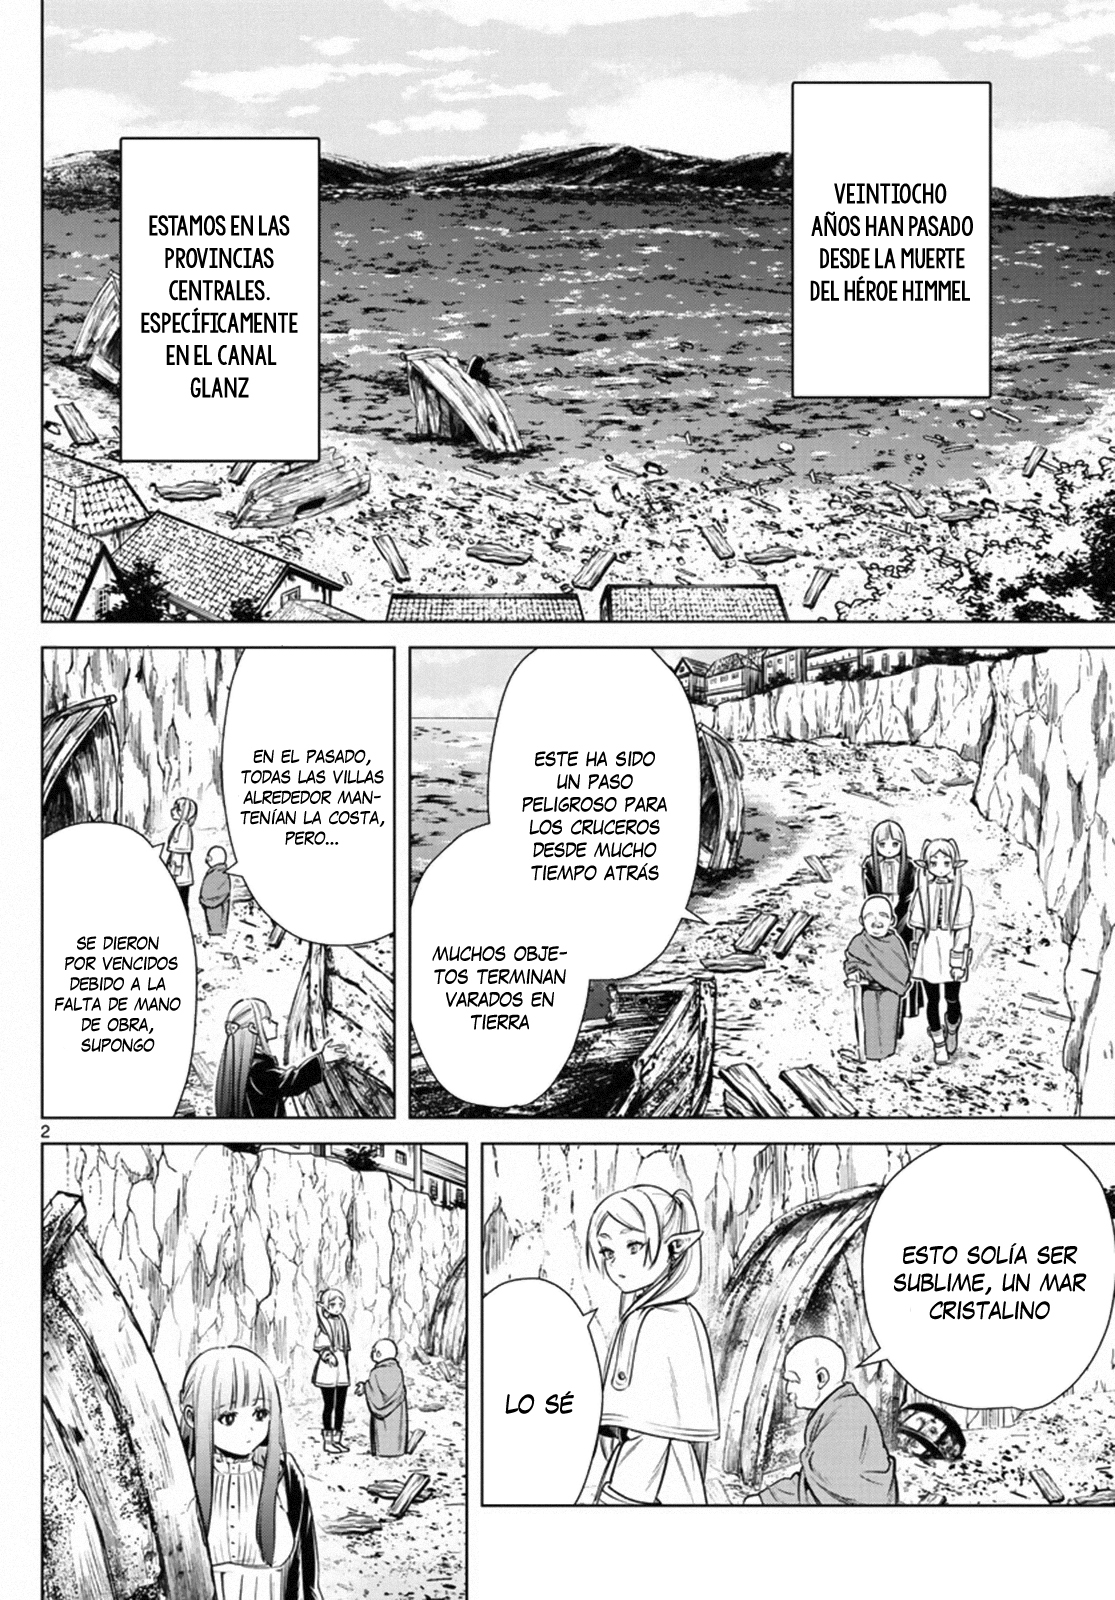 VEINTIOCHO
AÑOS HAN PASADO
DESDE LA MUERTE
DEL HÉROE HIMMEL
ESTAMOS EN LAS
PROVINCIAS
CENTRALES.
ESPECÍFICAMENTE
EN EL CANAL
GLANZ
ESTE HA SIDO
UN PASO
PELIGROSO PARA
LOS CRUCEROS
DESDE MUCHO
TIEMPO ATRÁS
MUCHOS OBJE-
TOS TERMINAN
VARADOS EN
TIERRA
EN EL PASADO,
TODAS LAS VILLAS
ALREDEDOR MAN-
TENÍAN LA COSTA,
PERO...
SE DIERON
POR VENCIDOS
DEBIDO A LA
FALTA DE MANO
DE OBRA,
SUPONGO
2
ESTO SOLÍA SER
SUBLIME, UN MAR
CRISTALINO
LO SÉ